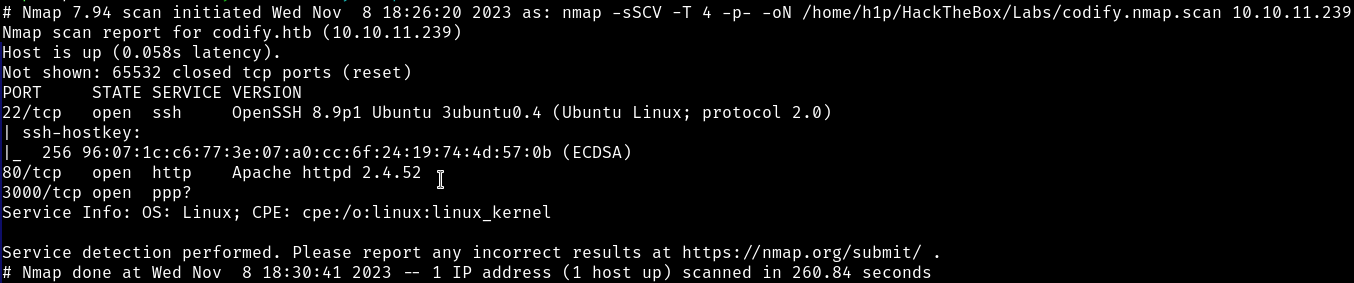 # Nmap 7.94 scan initiated Wed Nov  8 18:26:20 2023 as: nmap -sSCV -T 4 -p- -oN /home/h1p/HackTheBox/Labs/codify.nmap.scan 10.10.11.239
Nmap scan report for codify.htb (10.10.11.239)
Host is up (0.058s latency).
Not shown: 65532 closed tcp ports (reset)
PORT     STATE SERVICE VERSION
22/tcp   open  ssh     OpenSSH 8.9p1 Ubuntu 3ubuntu0.4 (Ubuntu Linux; protocol 2.0)
| ssh-hostkey:
|_  256 96:07:1c:c6:77:3e:07:a0:cc:6f:24:19:74:4d:57:0b (ECDSA)
80/tcp   open  http    Apache httpd 2.4.52
3000/tcp open  ppp?
Service Info: OS: Linux; CPE: cpe:/o:linux:linux_kernel
Service detection performed. Please report any incorrect results at https://nmap.org/submit/ .
# Nmap done at Wed Nov  8 18:30:41 2023 -- 1 IP address (1 host up) scanned in 260.84 seconds